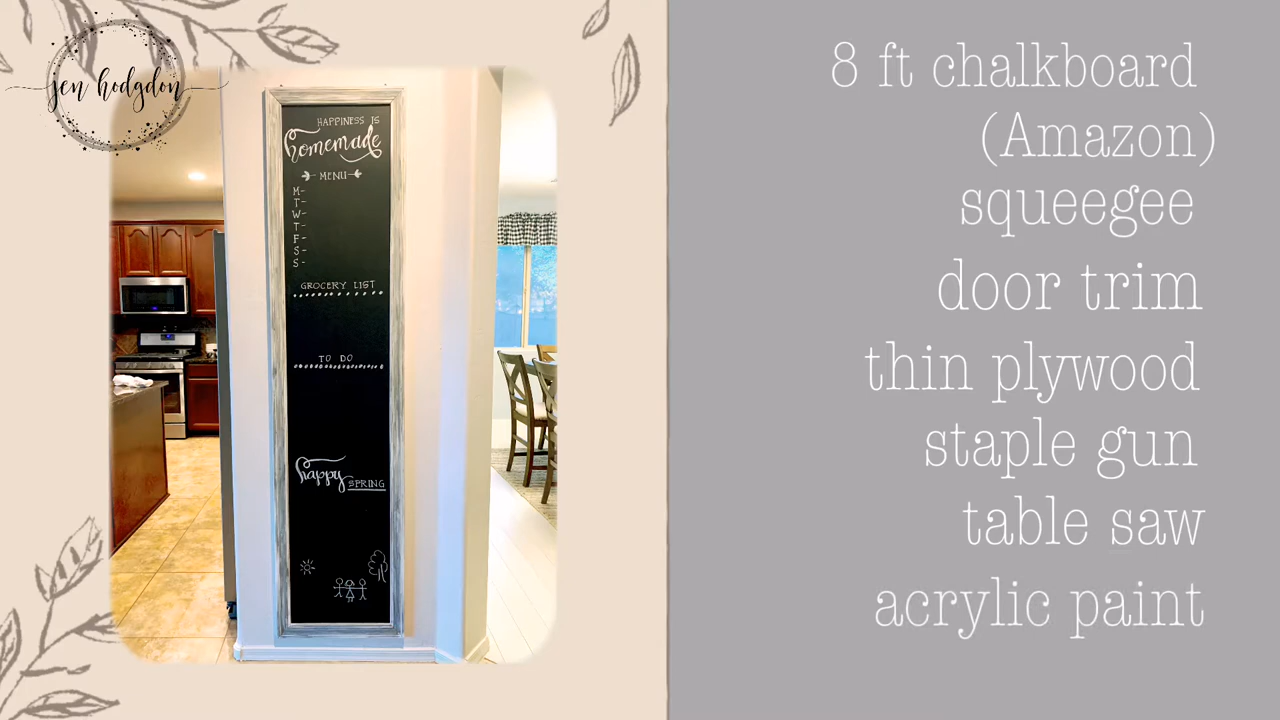 jen hodgdon
HAPPINESS IS
homemade
MENU
M-
T-
W-
T-
F-
S-
S-
GROCERY LIST
TO DO
happy
SPRING
8 ft chalkboard
(Amazon)
squeegee
door trim
thin plywood
staple gun
table saw
acrylic paint